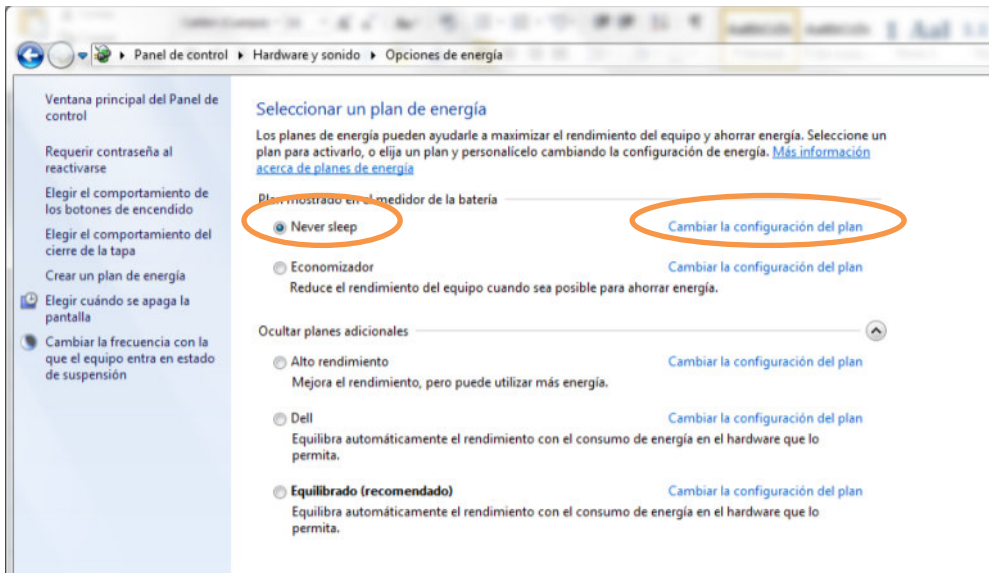 Panel de control ▸ Hardware y sonido ▸ Opciones de energía
Ventana principal del Panel de
control
Requerir contraseña al
reactivarse
Elegir el comportamiento de
los botones de encendido
Elegir el comportamiento del
cierre de la tapa
Crear un plan de energía
Elegir cuándo se apaga la
pantalla
Cambiar la frecuencia con la
que el equipo entra en estado
de suspensión
Seleccionar un plan de energía
Los planes de energía pueden ayudarle a maximizar el rendimiento del equipo y ahorrar energía. Seleccione un
plan para activarlo, o elija un plan y personalícelo cambiando la configuración de energía. Más información
acerca de planes de energía
Plan mostrado en el medidor de la batería
Never sleep Cambiar la configuración del plan
Economizador Cambiar la configuración del plan
Reduce el rendimiento del equipo cuando sea posible para ahorrar energía.
Ocultar planes adicionales
Alto rendimiento Cambiar la configuración del plan
Mejora el rendimiento, pero puede utilizar más energía.
Dell Cambiar la configuración del plan
Equilibra automáticamente el rendimiento con el consumo de energía en el hardware que lo
permita.
Equilibrado (recomendado) Cambiar la configuración del plan
Equilibra automáticamente el rendimiento con el consumo de energía en el hardware que lo
permita.